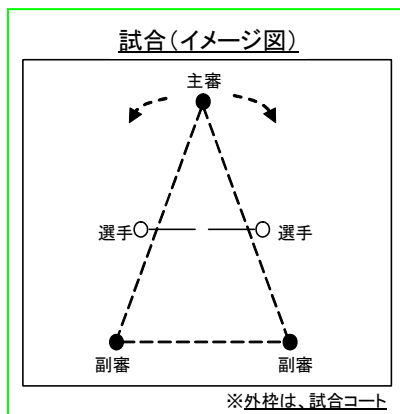 試合（イメージ図）
主審
選手
選手
副審
副審
※外枠は、試合コート